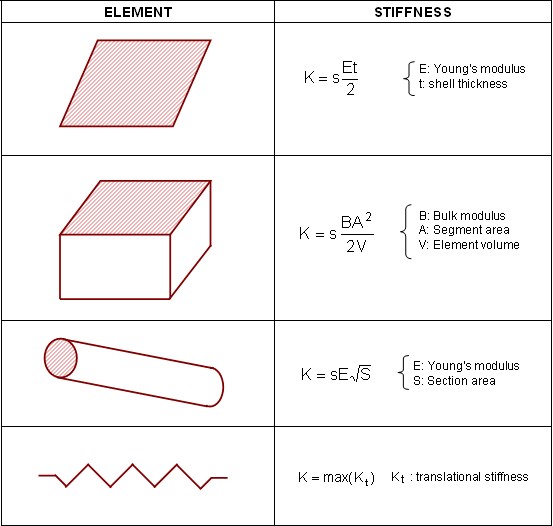 ELEMENT STIFFNESS
K = s Et/2 E: Young's modulus
t: shell thickness
K = s BA²/2V B: Bulk modulus
A: Segment area
V: Element volume
K = sE√S E: Young's modulus
S: Section area
K = max(Kt) Kt : translational stiffness